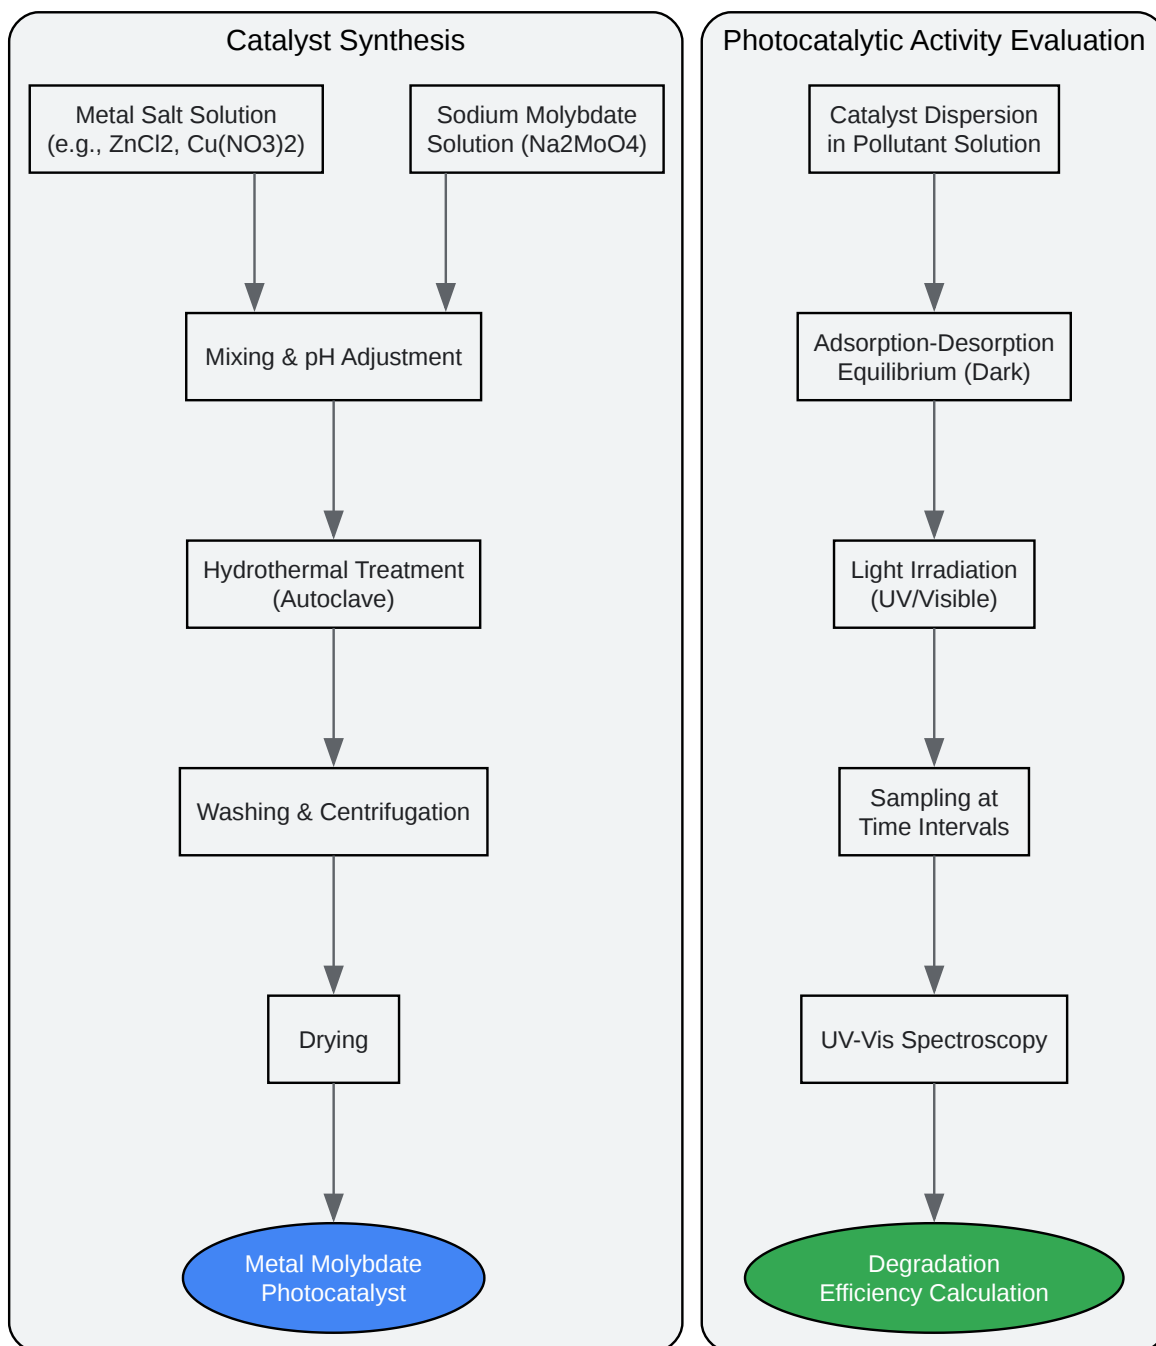 Catalyst Synthesis
Metal Salt Solution
(e.g., ZnCl2, Cu(NO3)2)
Sodium Molybdate
Solution (Na2MoO4)
Mixing & pH Adjustment
Hydrothermal Treatment
(Autoclave)
Washing & Centrifugation
Drying
Metal Molybdate
Photocatalyst
Photocatalytic Activity Evaluation
Catalyst Dispersion
in Pollutant Solution
Adsorption-Desorption
Equilibrium (Dark)
Light Irradiation
(UV/Visible)
Sampling at
Time Intervals
UV-Vis Spectroscopy
Degradation
Efficiency Calculation